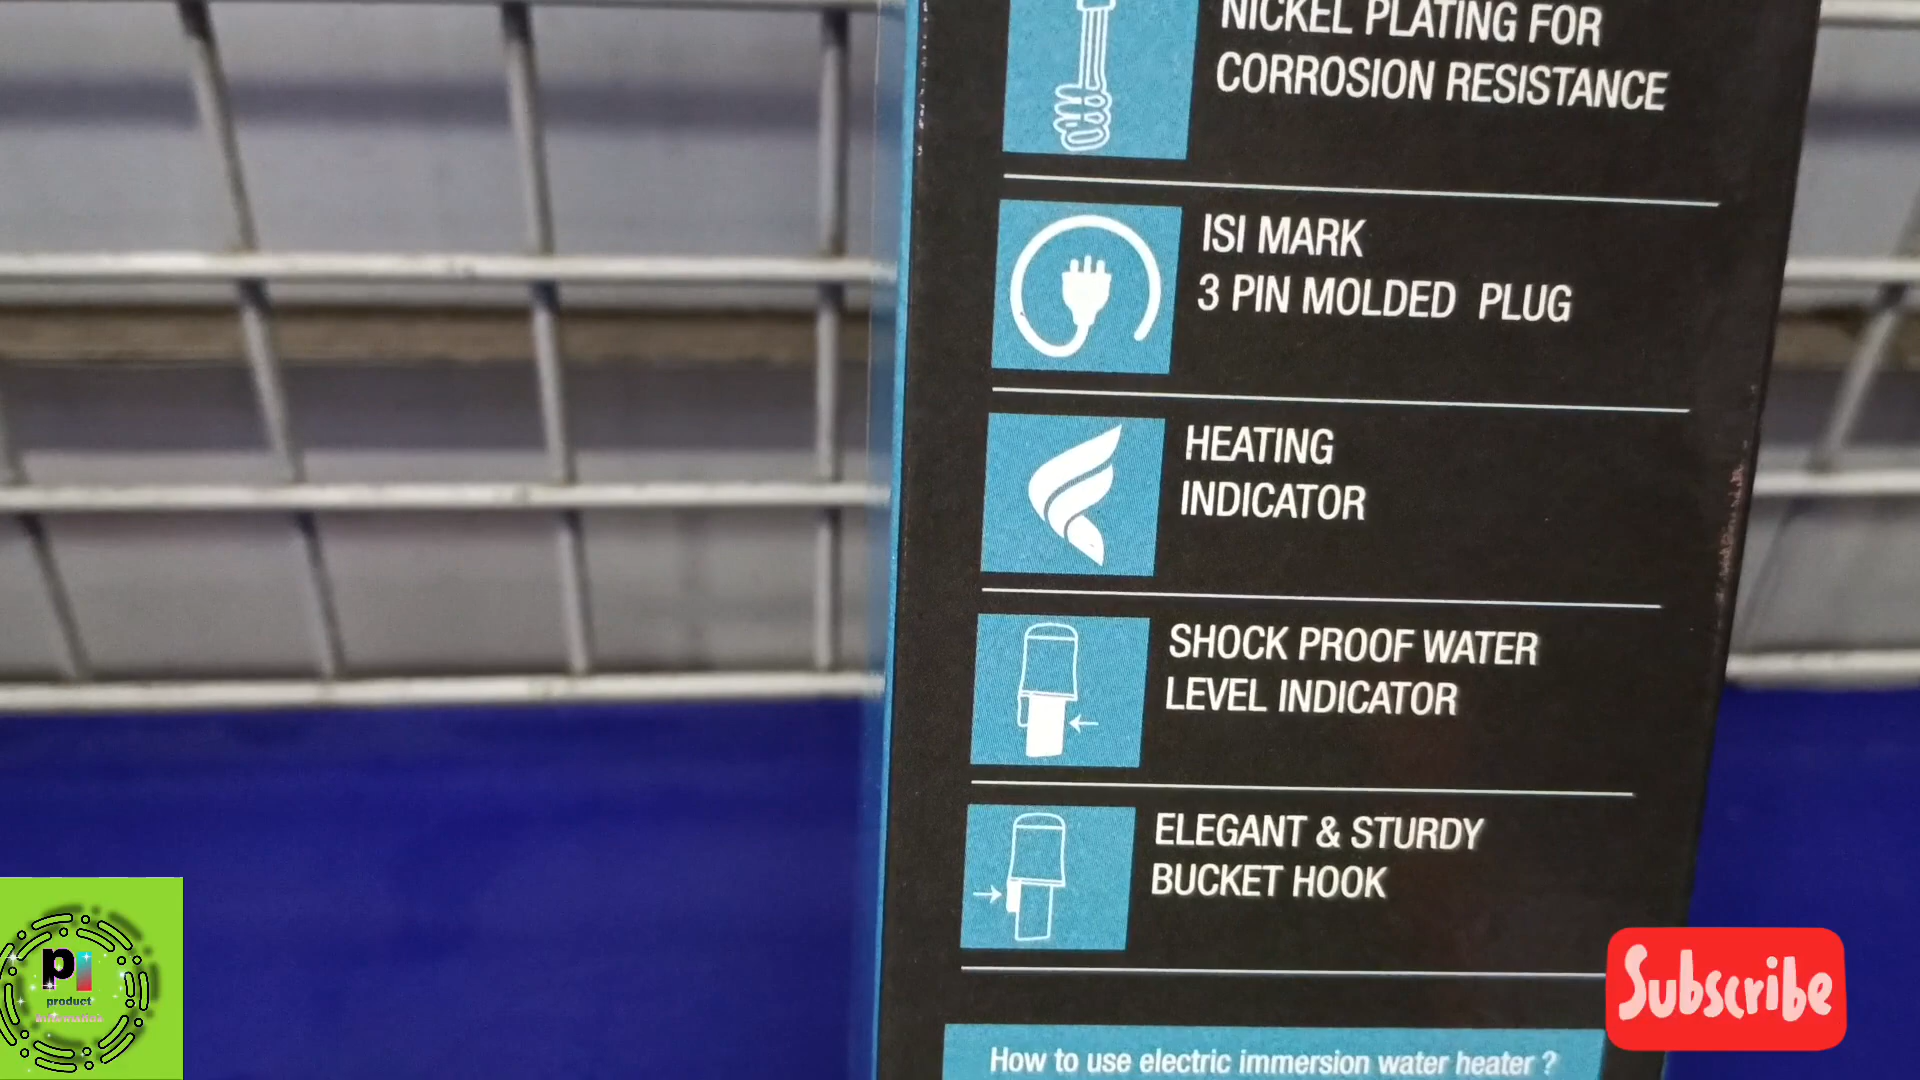 NICKEL PLATING FOR
CORROSION RESISTANCE
ISI MARK
3 PIN MOLDED PLUG
HEATING
INDICATOR
SHOCK PROOF WATER
LEVEL INDICATOR
ELEGANT & STURDY
BUCKET HOOK
How to use electric immersion water heater ?
Subscribe
pi
product